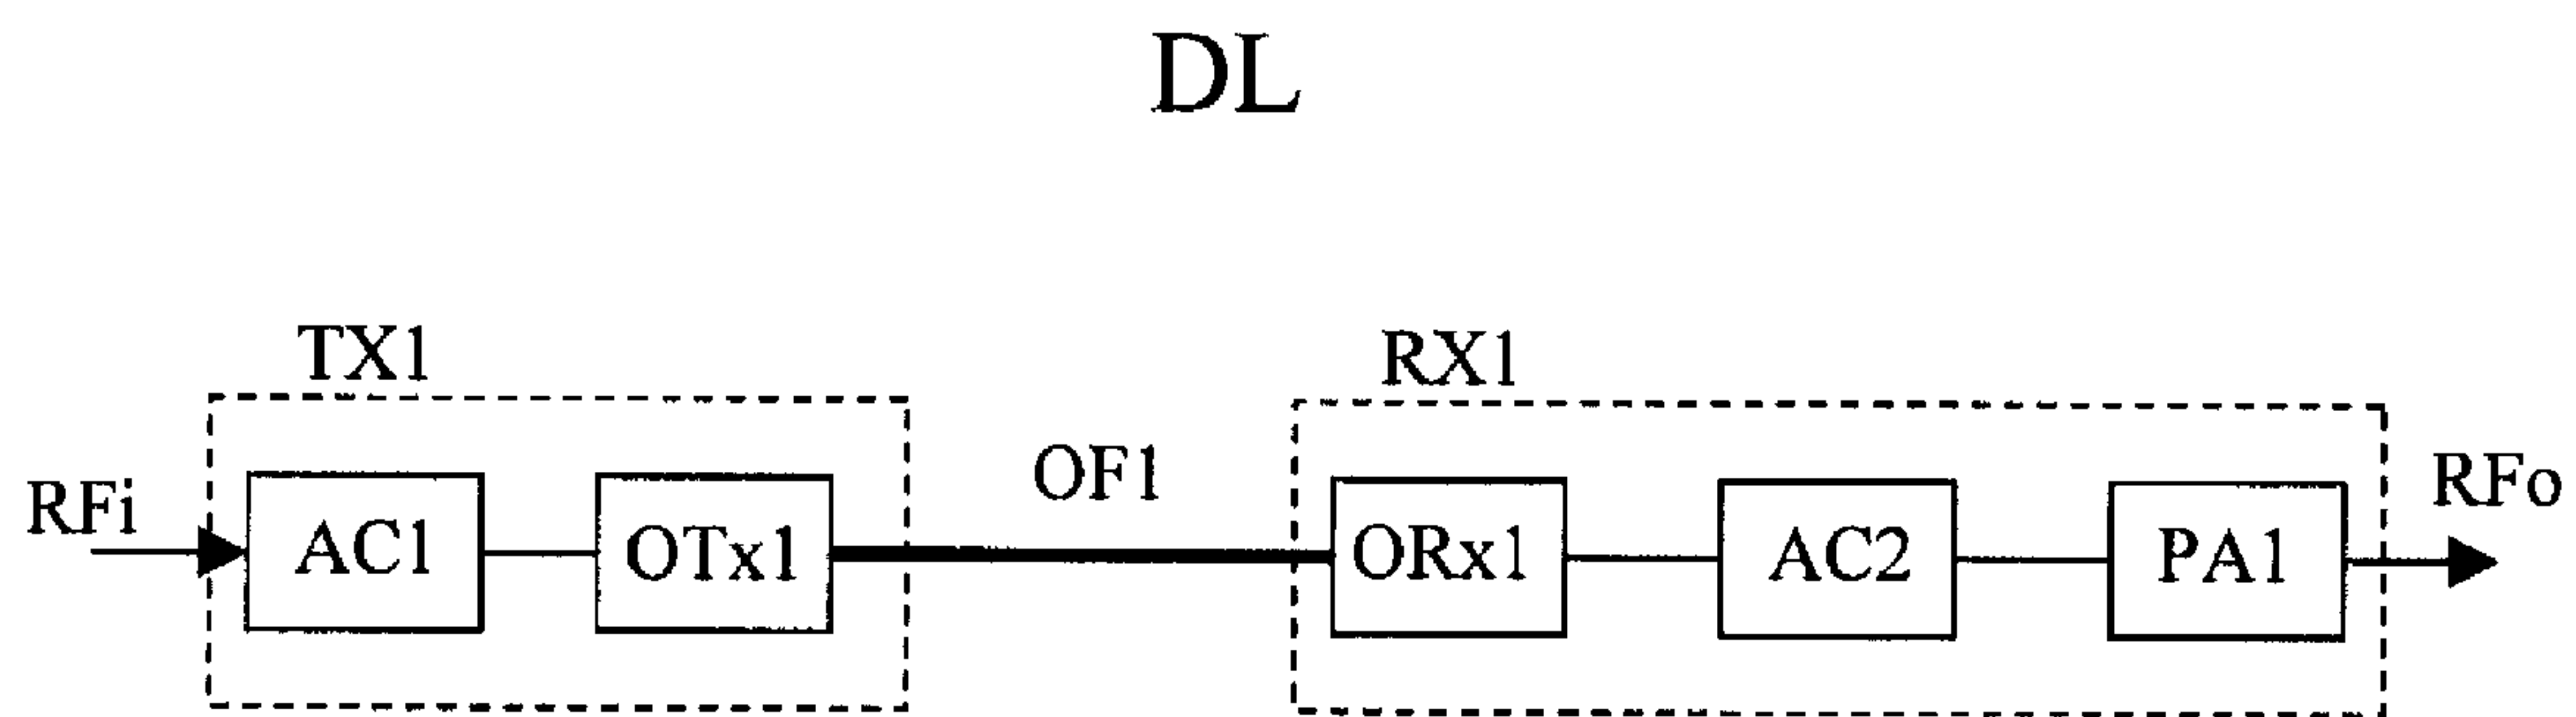 DL
TX1
RX1
OF1
RFi
AC1
OTx1
ORx1
AC2
PA1
RFo